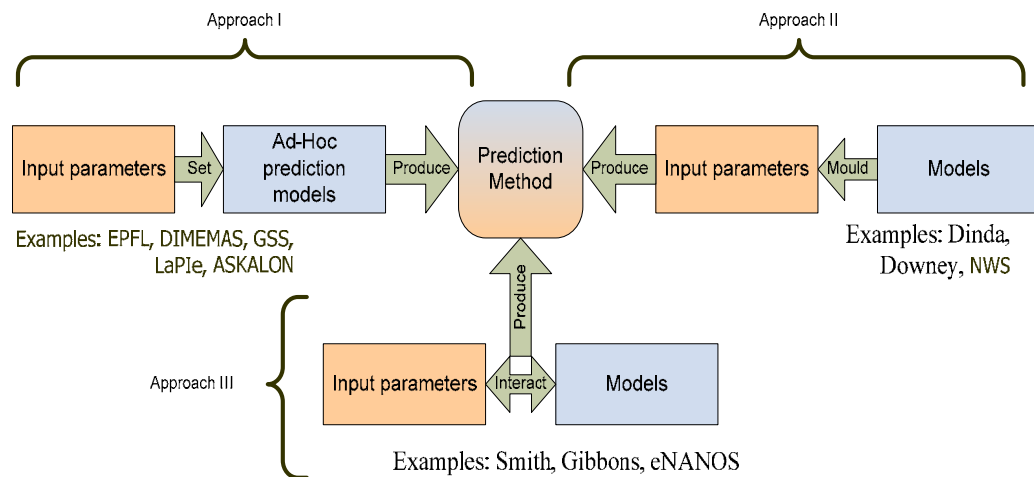 Approach I
Approach II
Input parameters
Set
Ad-Hoc
prediction
models
Produce
Prediction
Method
Produce
Input parameters
Mould
Models
Examples: EPFL, DIMEMAS, GSS,
LaPIe, ASKALON
Examples: Dinda,
Downey, NWS
Produce
Approach III
Input parameters
Interact
Models
Examples: Smith, Gibbons, eNANOS